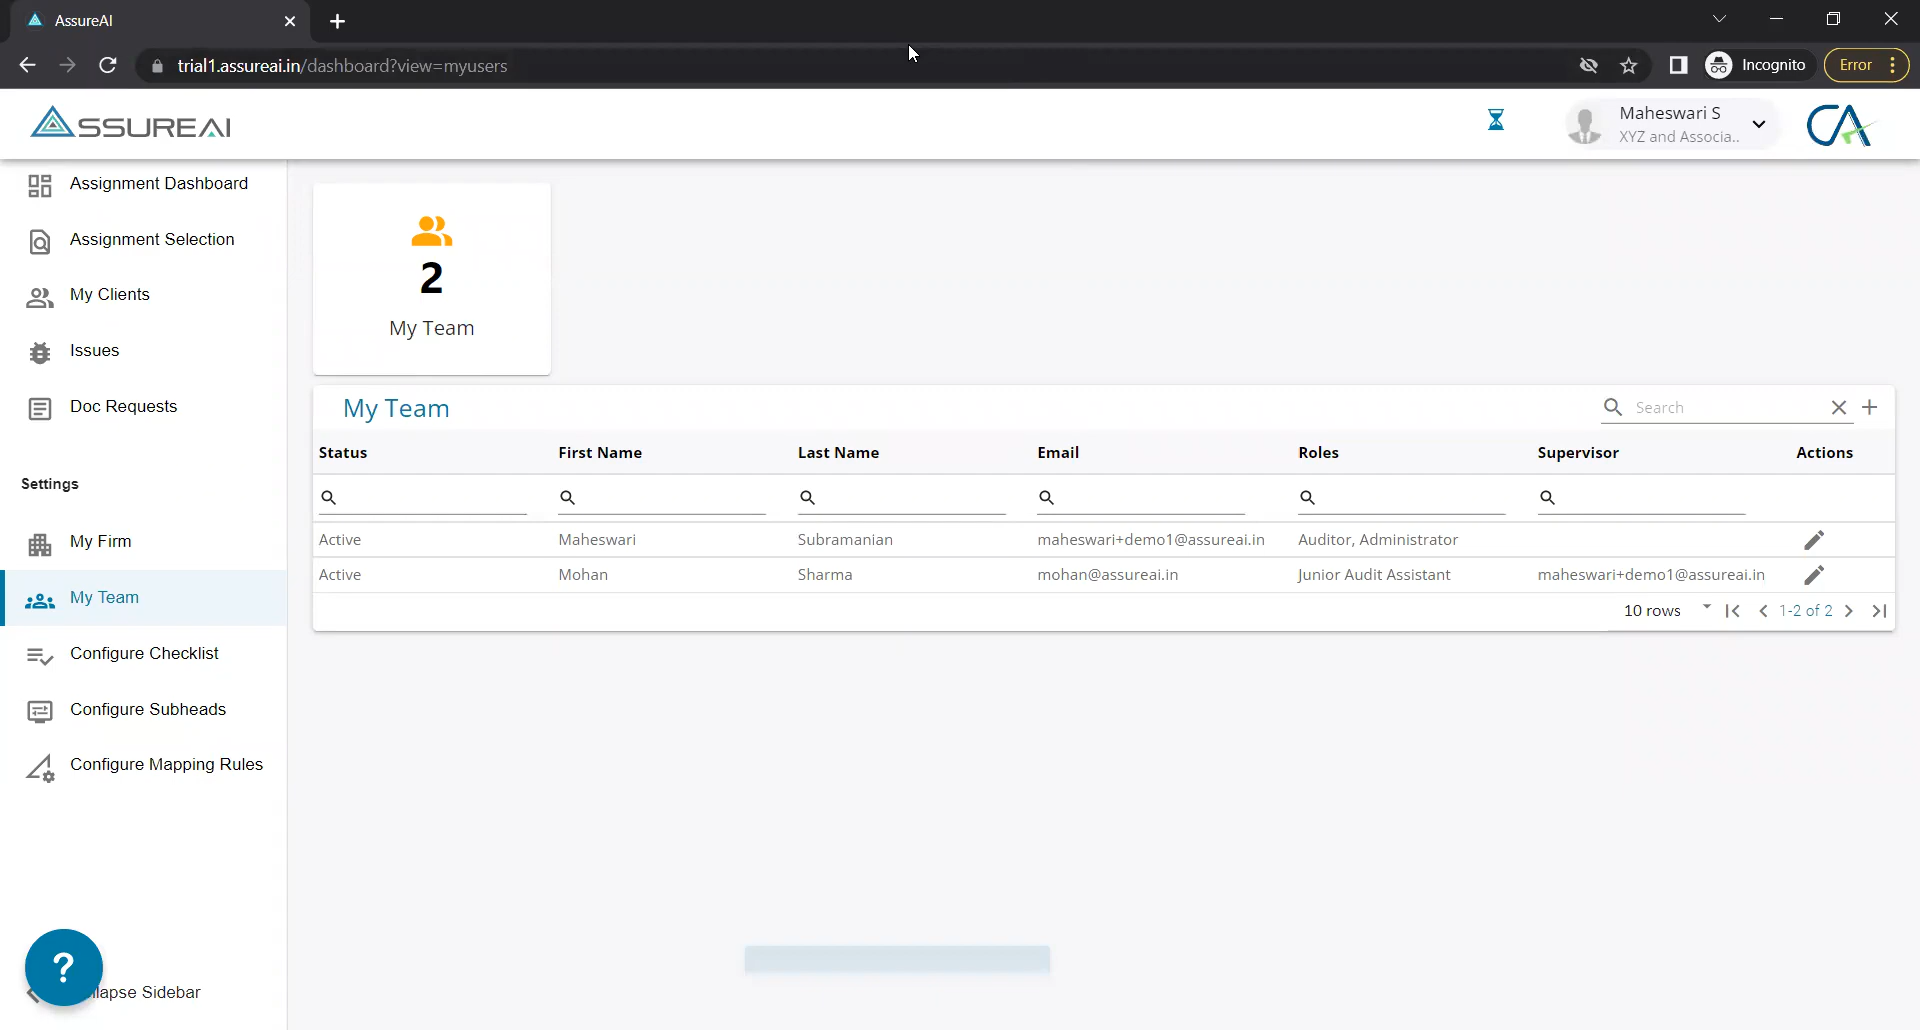 AssureAI
trial1.assureai.in/dashboard?view=myusers
Incognito
Error
ASSUREAI
Maheswari S
XYZ and Associa..
CA
Assignment Dashboard
Assignment Selection
My Clients
Issues
Doc Requests
Settings
My Firm
My Team
Configure Checklist
Configure Subheads
Configure Mapping Rules
?
lapse Sidebar
2
My Team
My Team
Search
Status First Name Last Name Email Roles Supervisor Actions
Active Maheswari Subramanian maheswari+demo1@assureai.in Auditor, Administrator
Active Mohan Sharma mohan@assureai.in Junior Audit Assistant maheswari+demo1@assureai.in
10 rows 1-2 of 2